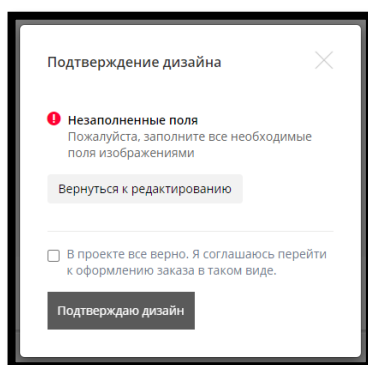 Подтверждение дизайна
Незаполненные поля
Пожалуйста, заполните все необходимые
поля изображениями
Вернуться к редактированию
В проекте все верно. Я соглашаюсь перейти
к оформлению заказа в таком виде.
Подтверждаю дизайн